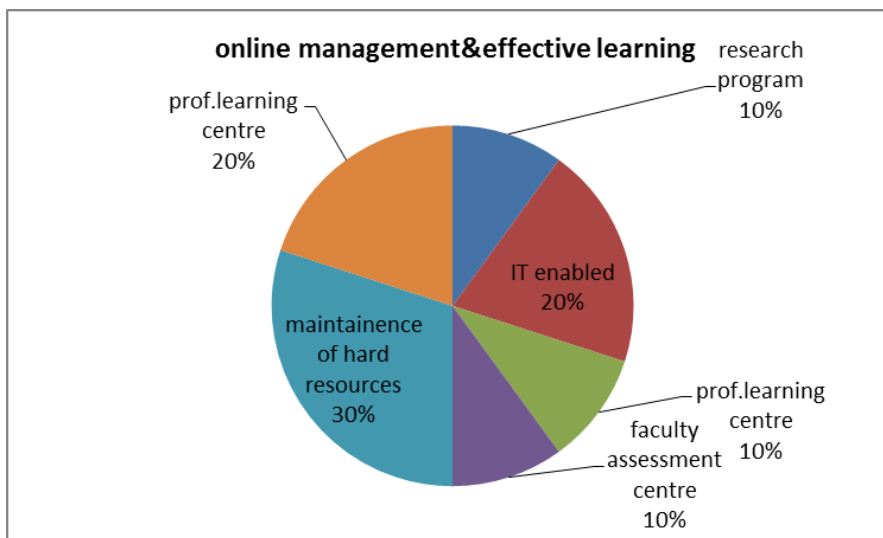 online management&effective learning
research
program
10%
prof.learning
centre
20%
IT enabled
20%
maintainence
of hard
resources
30%
prof.learning
centre
10%
faculty
assessment
centre
10%